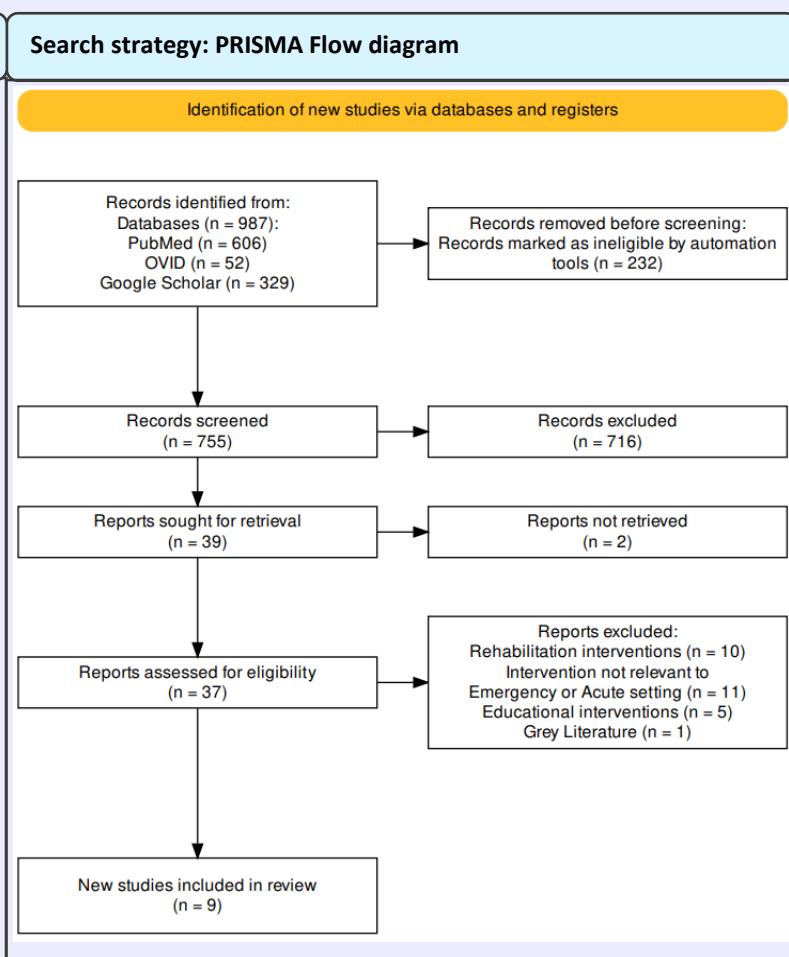 Search strategy: PRISMA Flow diagram
Identification of new studies via databases and registers
Records identified from:
Databases (n = 987):
PubMed (n = 606)
OVID (n = 52)
Google Scholar (n = 329)
Records removed before screening:
Records marked as ineligible by automation
tools (n = 232)
Records screened
(n = 755)
Records excluded
(n = 716)
Reports sought for retrieval
(n = 39)
Reports not retrieved
(n = 2)
Reports assessed for eligibility
(n = 37)
Reports excluded:
Rehabilitation interventions (n = 10)
Intervention not relevant to
Emergency or Acute setting (n = 11)
Educational interventions (n = 5)
Grey Literature (n = 1)
New studies included in review
(n = 9)